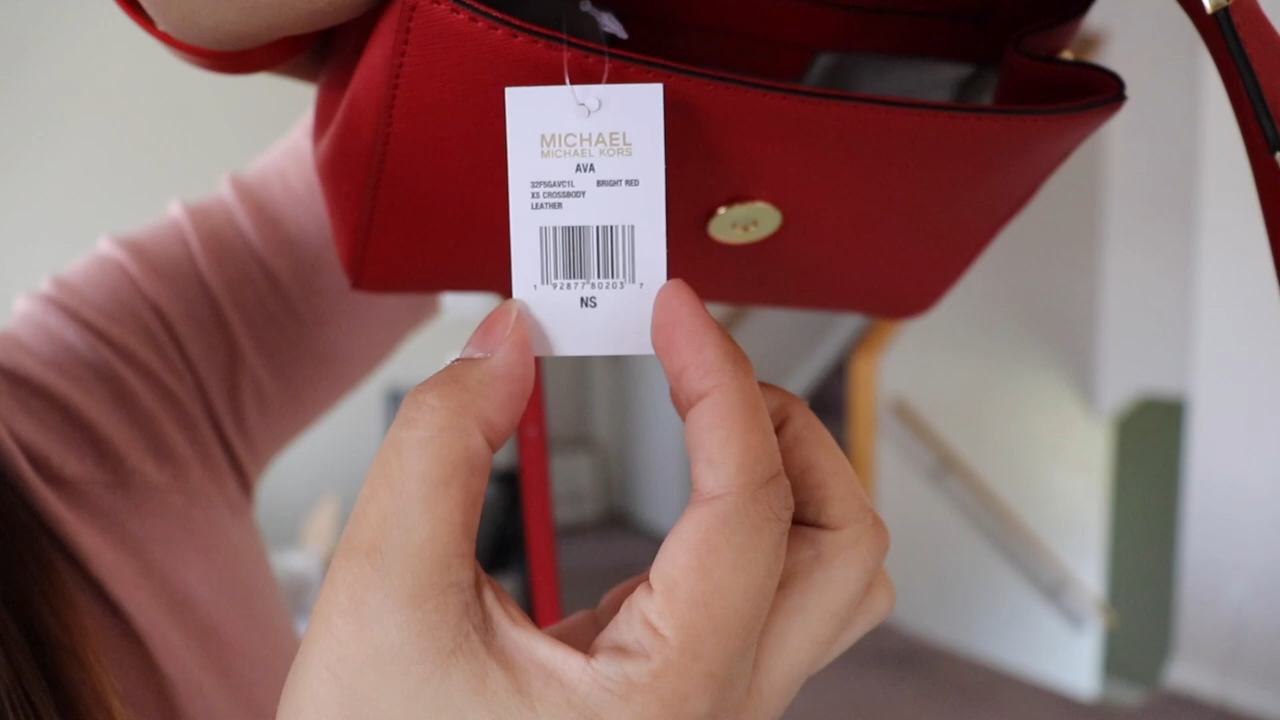 MICHAEL
MICHAEL KORS
AVA
32F5GAVC1L BRIGHT RED
XS CROSSBODY
LEATHER
1 92877 80203 7
NS